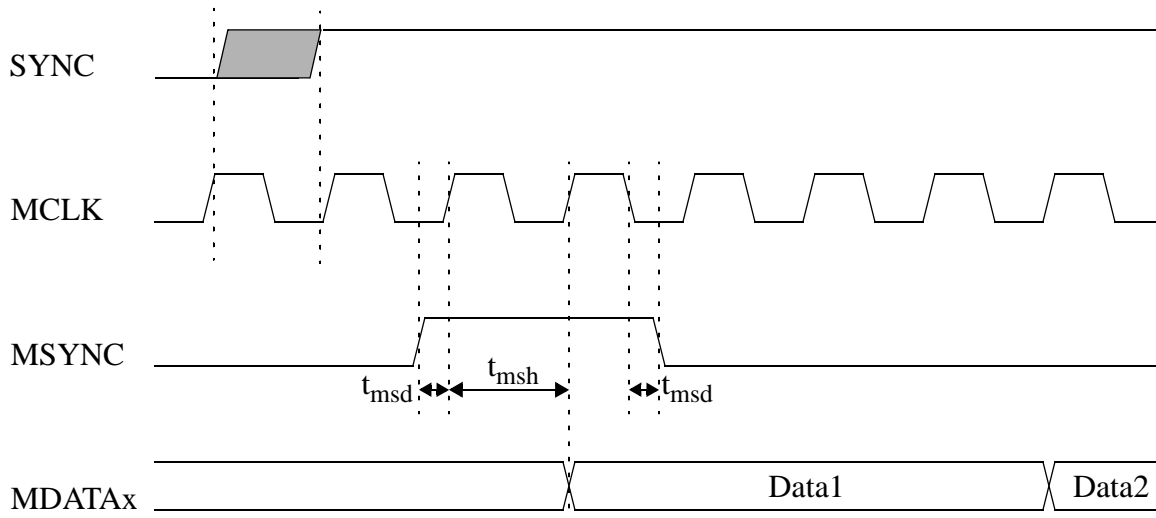 SYNC
MCLK
MSYNC
tmsd
tmsh
tmsd
MDATAx
Data1
Data2